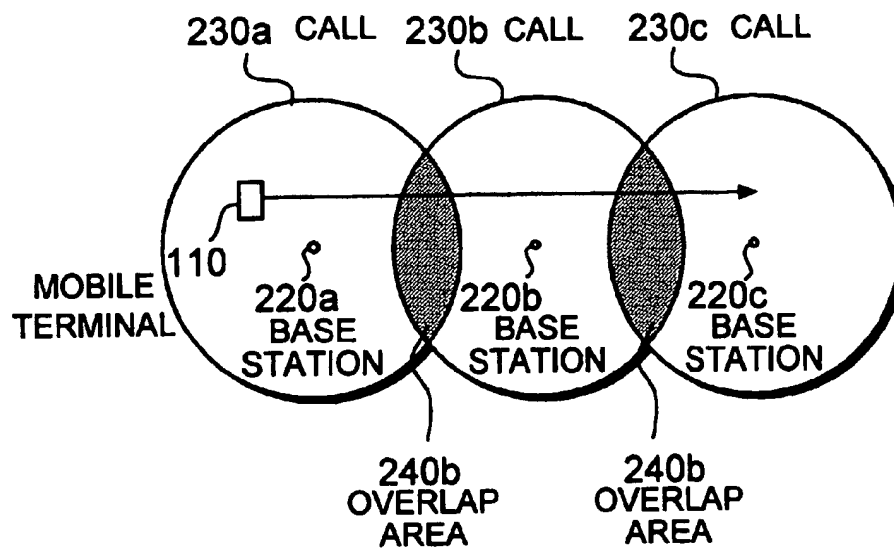 230a CALL 230b CALL 230c CALL
110
MOBILE
TERMINAL
220a
BASE
STATION
220b
BASE
STATION
220c
BASE
STATION
240b
OVERLAP
AREA
240b
OVERLAP
AREA